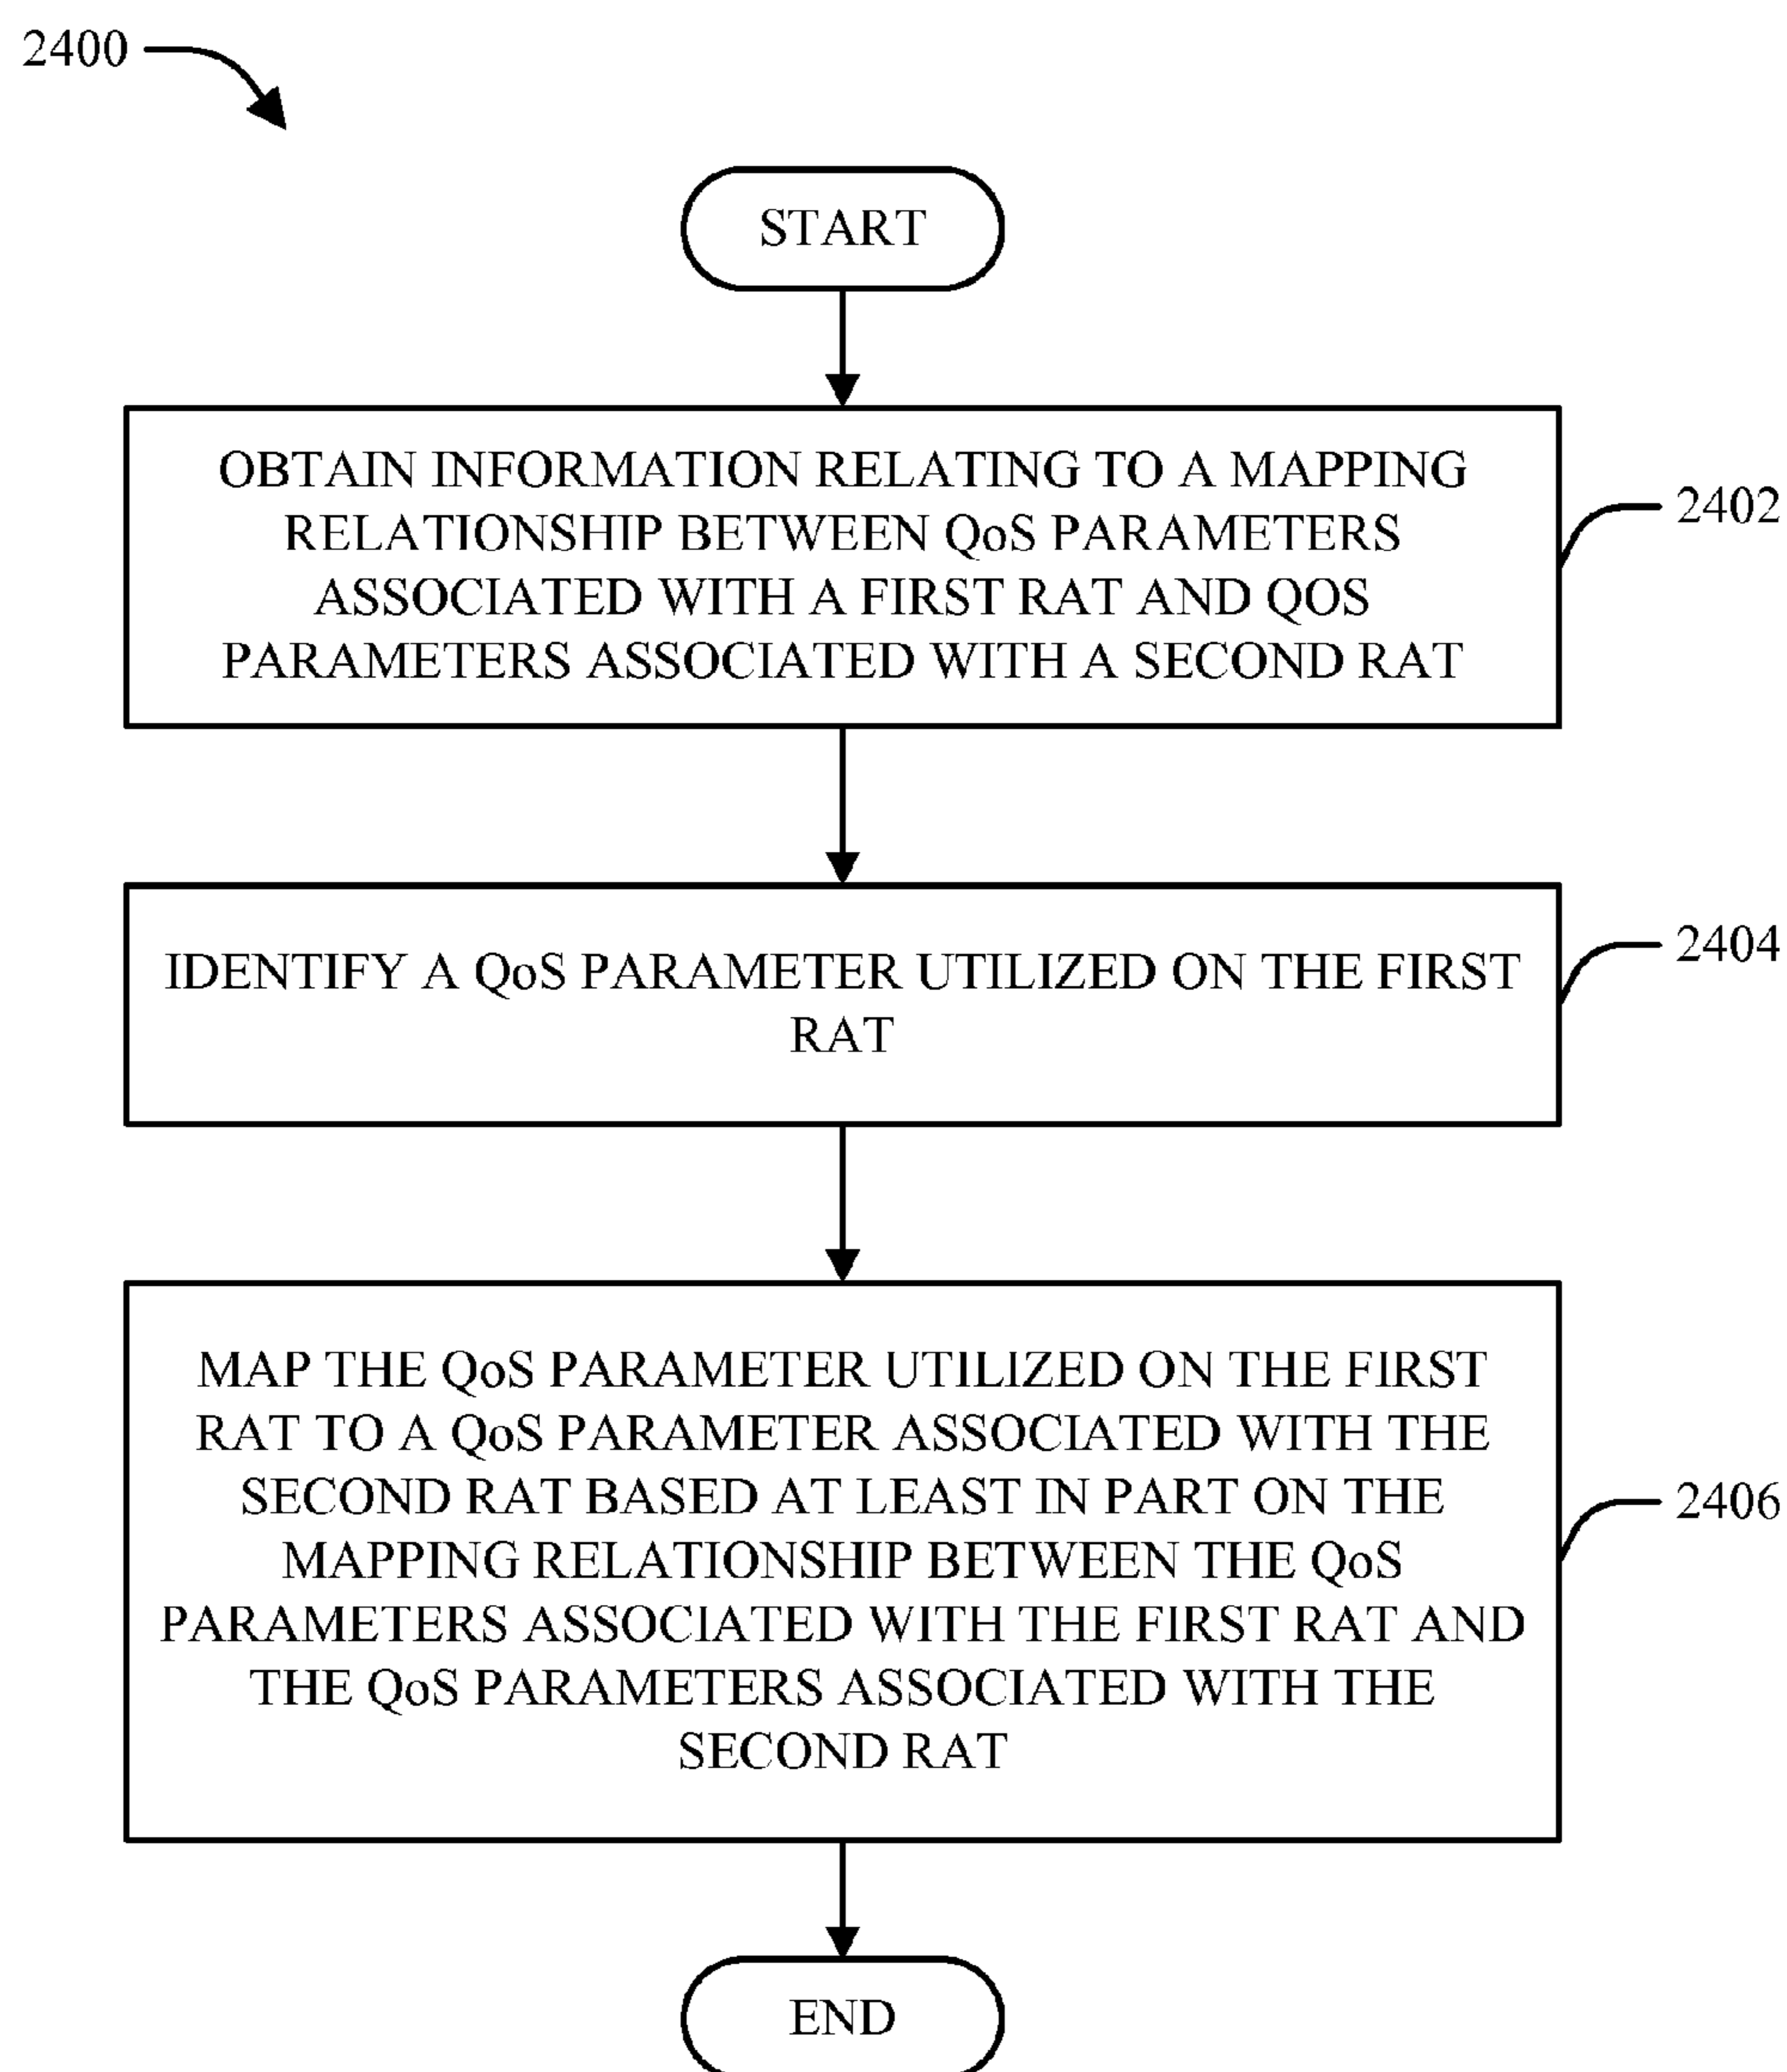 2400
START
OBTAIN INFORMATION RELATING TO A MAPPING
RELATIONSHIP BETWEEN QoS PARAMETERS
ASSOCIATED WITH A FIRST RAT AND QOS
PARAMETERS ASSOCIATED WITH A SECOND RAT
2402
IDENTIFY A QoS PARAMETER UTILIZED ON THE FIRST
RAT
2404
MAP THE QoS PARAMETER UTILIZED ON THE FIRST
RAT TO A QoS PARAMETER ASSOCIATED WITH THE
SECOND RAT BASED AT LEAST IN PART ON THE
MAPPING RELATIONSHIP BETWEEN THE QoS
PARAMETERS ASSOCIATED WITH THE FIRST RAT AND
THE QoS PARAMETERS ASSOCIATED WITH THE
SECOND RAT
2406
END